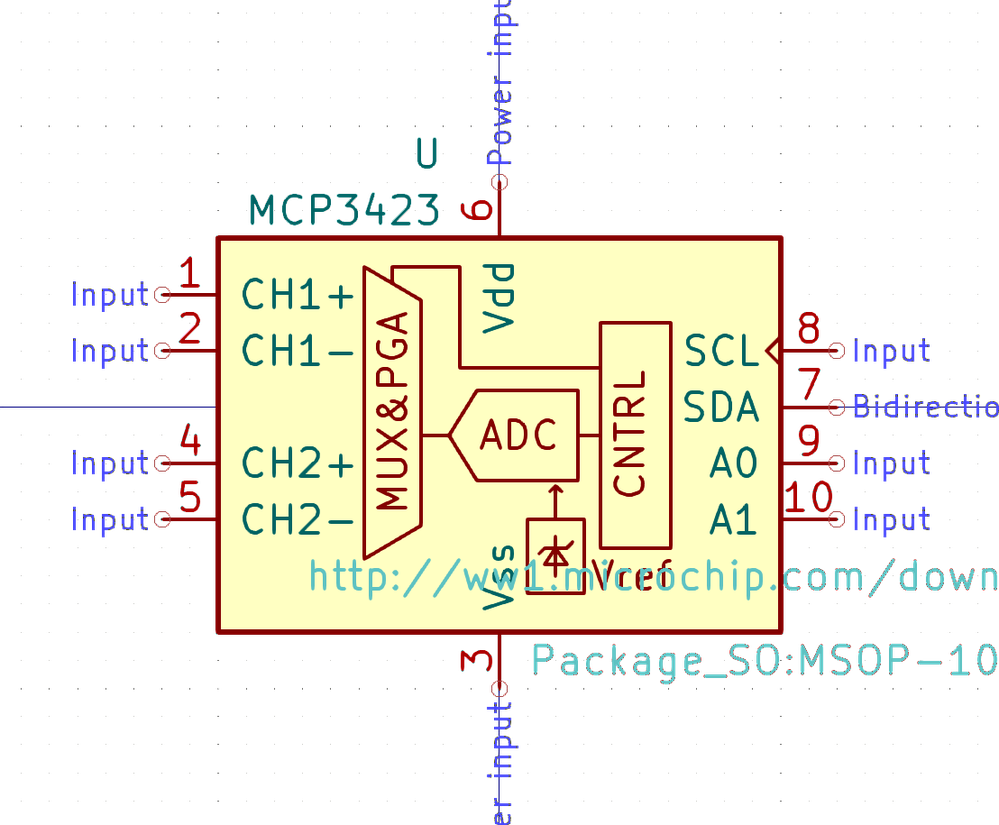 Power inpu
U
MCP3423
6
Vdd
1
Input
CH1+
2
Input
CH1-
4
Input
CH2+
5
Input
CH2-
MUX&PGA
ADC
CNTRL
8
SCL
Input
7
SDA
Bidirectio
9
A0
Input
10
A1
Input
Vss
Vref
http://ww1.microchip.com/down
3
Package_SO:MSOP-10
er input